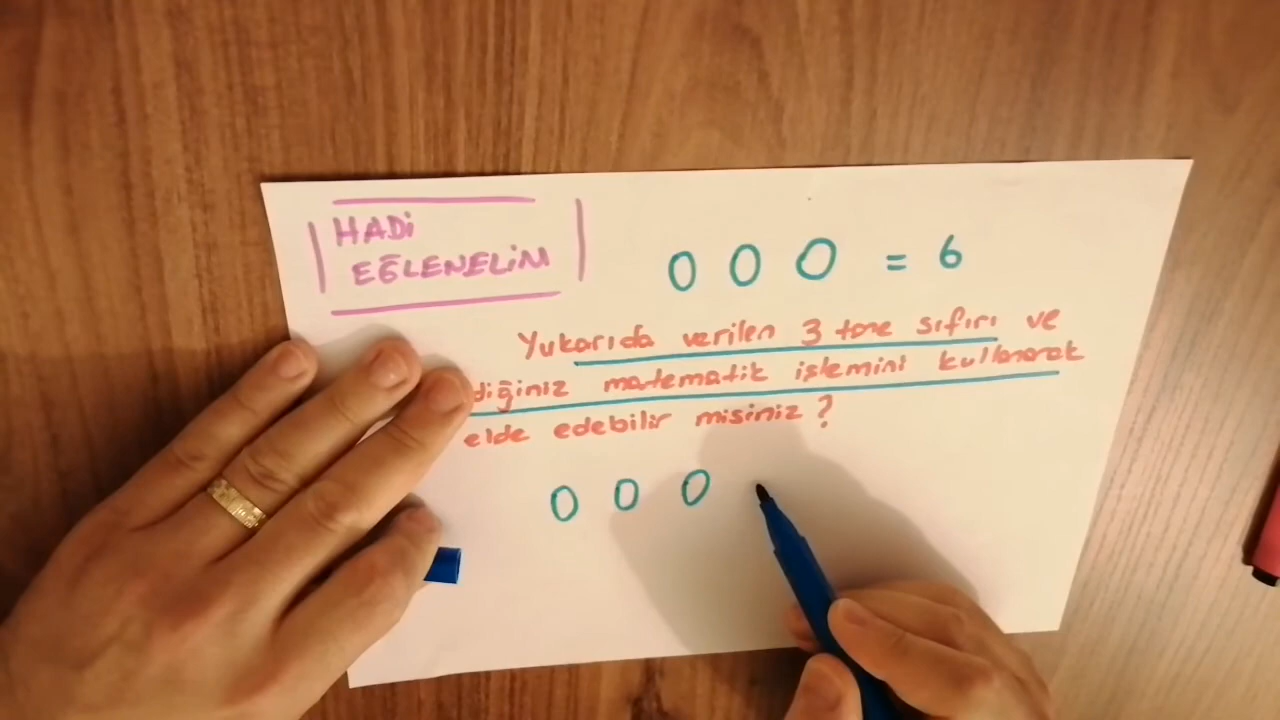 HADİ
EĞLENELİM
0 0 0 = 6
Yukarıda verilen 3 tane sıfırı ve
matematik işlemini kullanarak
elde edebilir misiniz ?
0 0 0